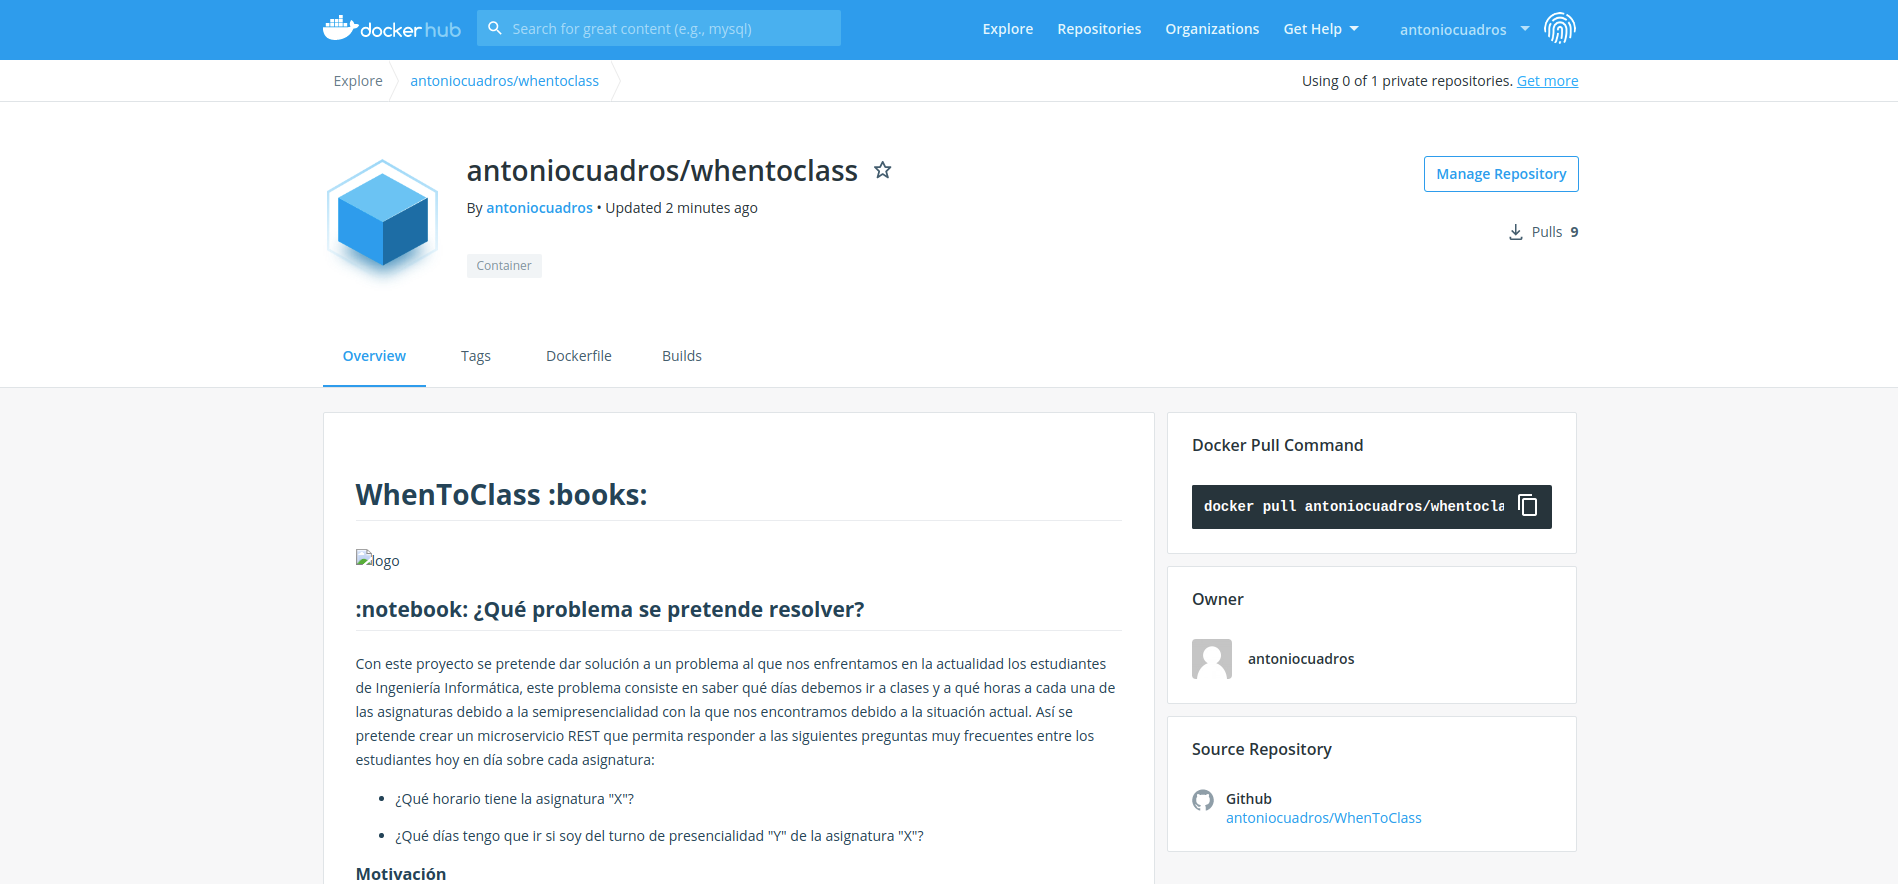 docker hub
Search for great content (e.g., mysql)
Explore
Repositories
Organizations
Get Help
antoniocuadros
Explore
antoniocuadros/whentoclass
Using 0 of 1 private repositories. Get more
antoniocuadros/whentoclass
By antoniocuadros • Updated 2 minutes ago
Container
Manage Repository
Pulls 9
Overview
Tags
Dockerfile
Builds
WhenToClass :books:
logo
:notebook: ¿Qué problema se pretende resolver?
Con este proyecto se pretende dar solución a un problema al que nos enfrentamos en la actualidad los estudiantes
de Ingeniería Informática, este problema consiste en saber qué días debemos ir a clases y a qué horas a cada una de
las asignaturas debido a la semipresencialidad con la que nos encontramos debido a la situación actual. Así se
pretende crear un microservicio REST que permita responder a las siguientes preguntas muy frecuentes entre los
estudiantes hoy en día sobre cada asignatura:
• ¿Qué horario tiene la asignatura "X"?
• ¿Qué días tengo que ir si soy del turno de presencialidad "Y" de la asignatura "X"?
Motivación
Docker Pull Command
docker pull antoniocuadros/whentocla
Owner
antoniocuadros
Source Repository
Github
antoniocuadros/WhenToClass